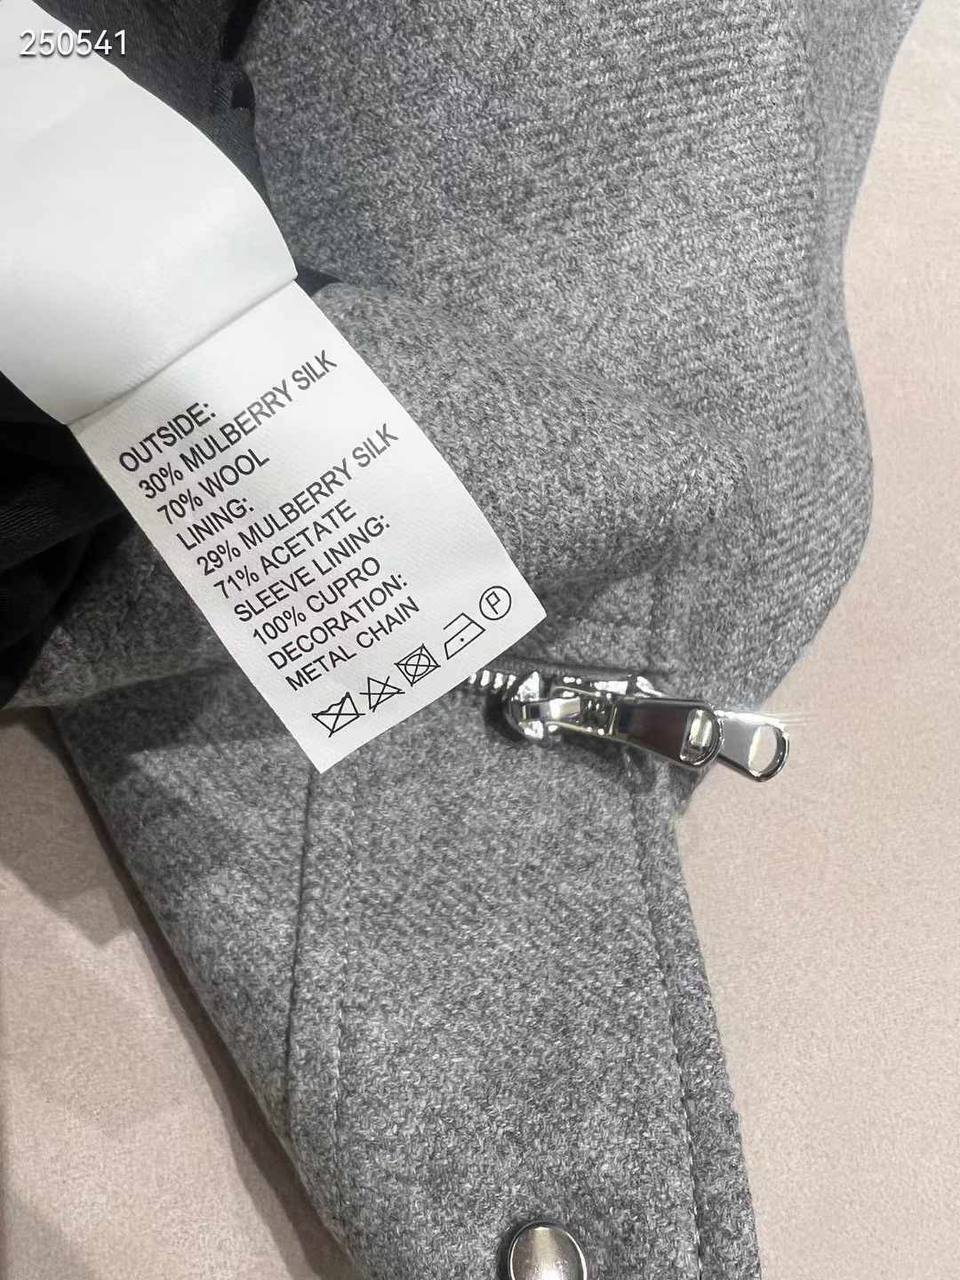 250541
OUTSIDE:
30% MULBERRY SILK
70% WOOL
LINING:
29% MULBERRY SILK
71% ACETATE
SLEEVE LINING:
100% CUPRO
DECORATION:
METAL CHAIN
P